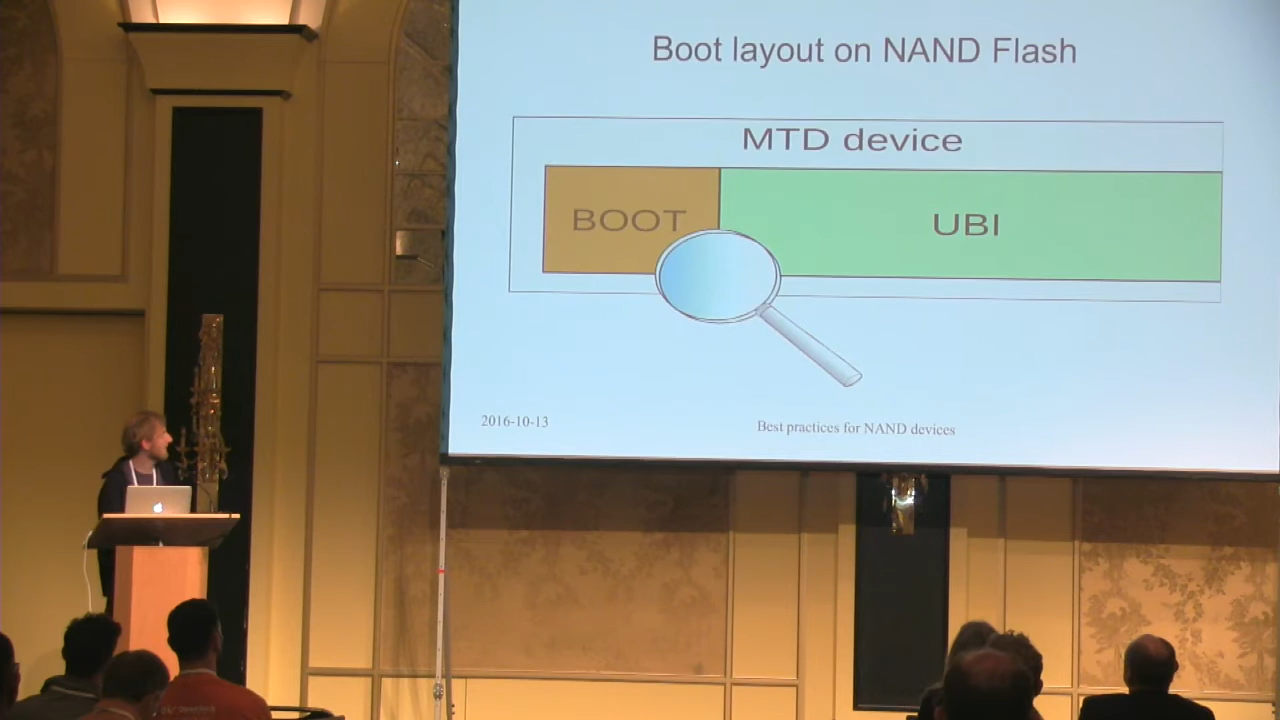 Boot layout on NAND Flash
MTD device
BOOT
UBI
2016-10-13
Best practices for NAND devices